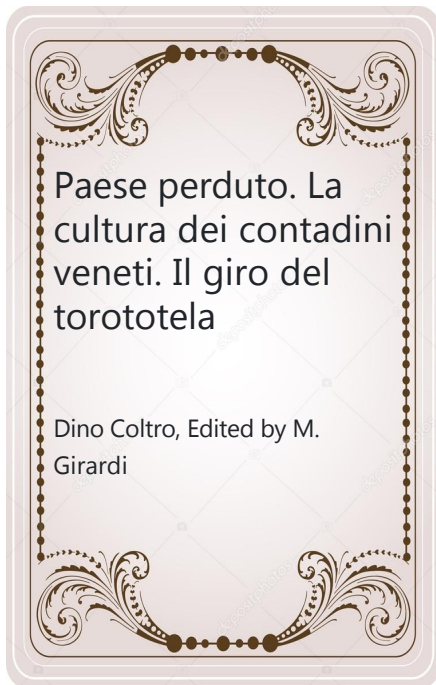 Paese perduto. La
cultura dei contadini
veneti. Il giro del
torototela
Dino Coltro, Edited by M.
Girardi